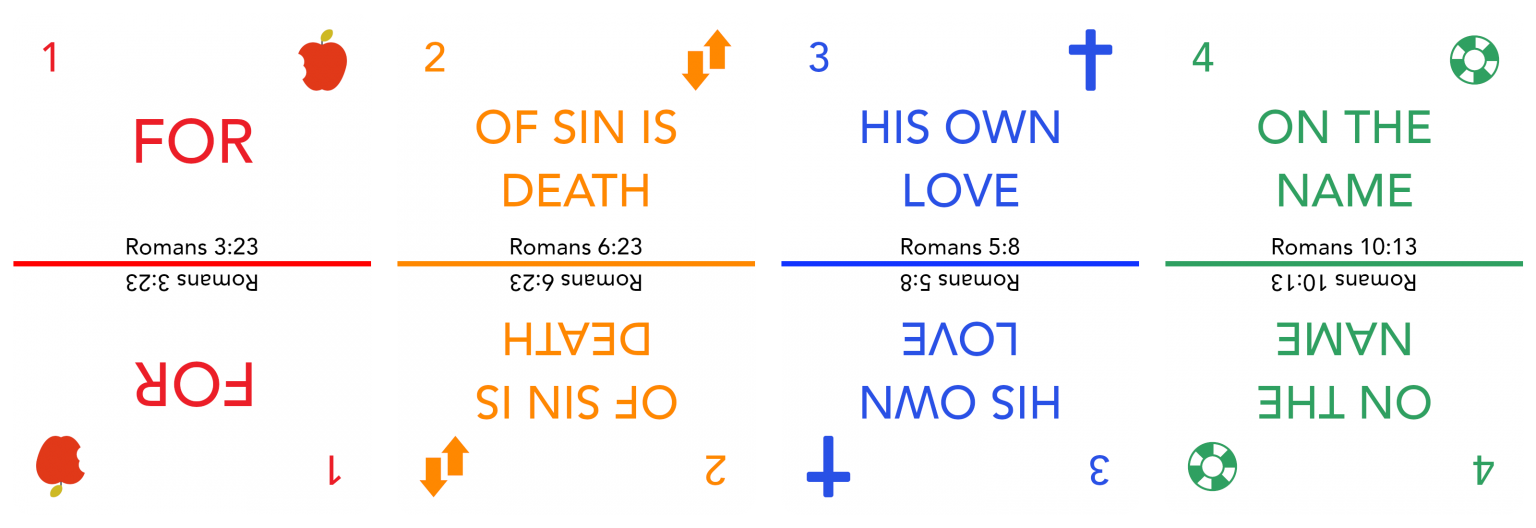 1
FOR
Romans 3:23
1
FOR
Romans 3:23
2
OF SIN IS
DEATH
Romans 6:23
2
OF SIN IS
DEATH
Romans 6:23
3
HIS OWN
LOVE
Romans 5:8
3
HIS OWN
LOVE
Romans 5:8
4
ON THE
NAME
Romans 10:13
4
ON THE
NAME
Romans 10:13